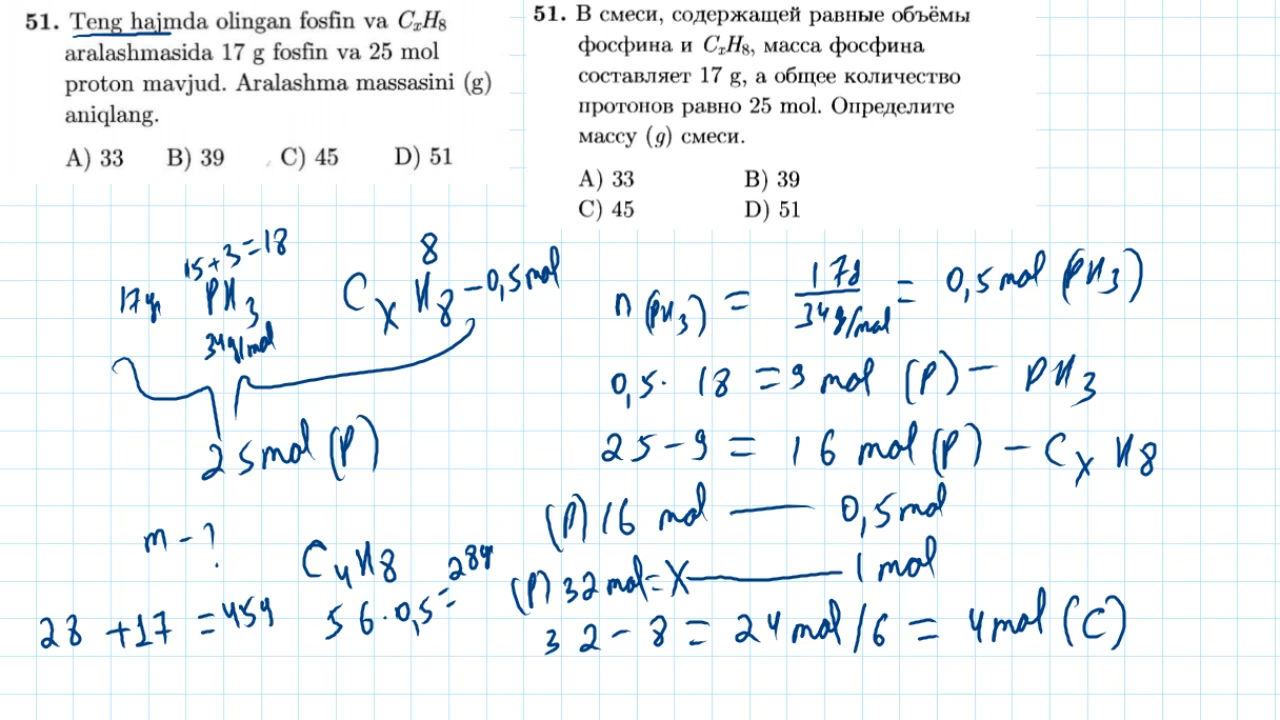 51. Teng hajmda olingan fosfin va CₓH₈
aralashmasida 17 g fosfin va 25 mol
proton mavjud. Aralashma massasini (g)
aniqlang.
A) 33 B) 39 C) 45 D) 51
51. В смеси, содержащей равные объёмы
фосфина и CₓH₈, масса фосфина
составляет 17 g, а общее количество
протонов равно 25 mol. Определите
массу (g) смеси.
A) 33 B) 39
C) 45 D) 51
15+3=18
17g PH₃
34g/mol
8
CₓH₈ – 0,5mol
25mol (P)
m – ?
C₄H₈
56·0,5= 28g
28 +17 = 45g
n(PH₃) = 17g / 34g/mol = 0,5mol (PH₃)
0,5· 18 = 9 mol (P) – PH₃
25 – 9 = 16 mol (P) – CₓH₈
(P) 16 mol —— 0,5mol
(P) 32mol = X —— 1 mol
32 – 8 = 24mol /6 = 4mol (C)